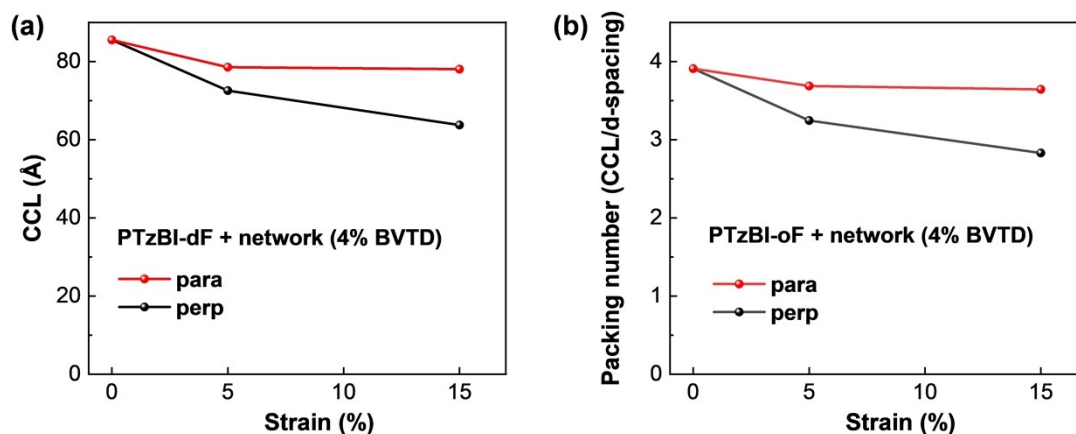 (a)
CCL (Å)
80
60
40
20
0
PTzBI-dF + network (4% BVTD)
para
perp
0 5 10 15
Strain (%)
(b)
Packing number (CCL/d-spacing)
4
3
2
1
0
PTzBI-oF + network (4% BVTD)
para
perp
0 5 10 15
Strain (%)